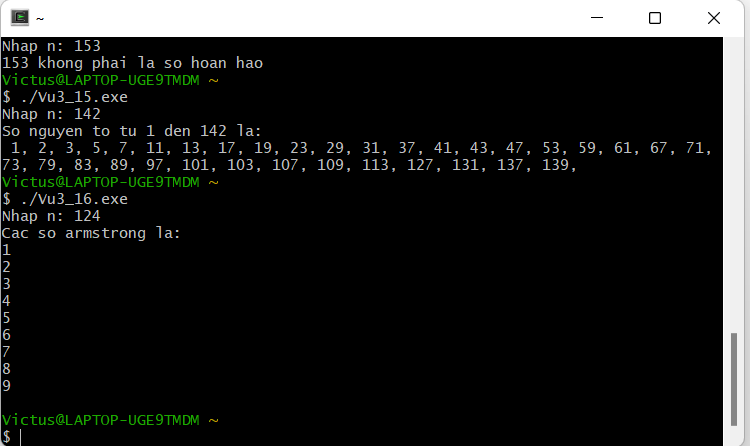 ~
Nhap n: 153
153 khong phai la so hoan hao
Victus@LAPTOP-UGE9TMDM ~
$ ./Vu3_15.exe
Nhap n: 142
So nguyen to tu 1 den 142 la:
1, 2, 3, 5, 7, 11, 13, 17, 19, 23, 29, 31, 37, 41, 43, 47, 53, 59, 61, 67, 71,
73, 79, 83, 89, 97, 101, 103, 107, 109, 113, 127, 131, 137, 139,
Victus@LAPTOP-UGE9TMDM ~
$ ./Vu3_16.exe
Nhap n: 124
Cac so armstrong la:
1
2
3
4
5
6
7
8
9
Victus@LAPTOP-UGE9TMDM ~
$